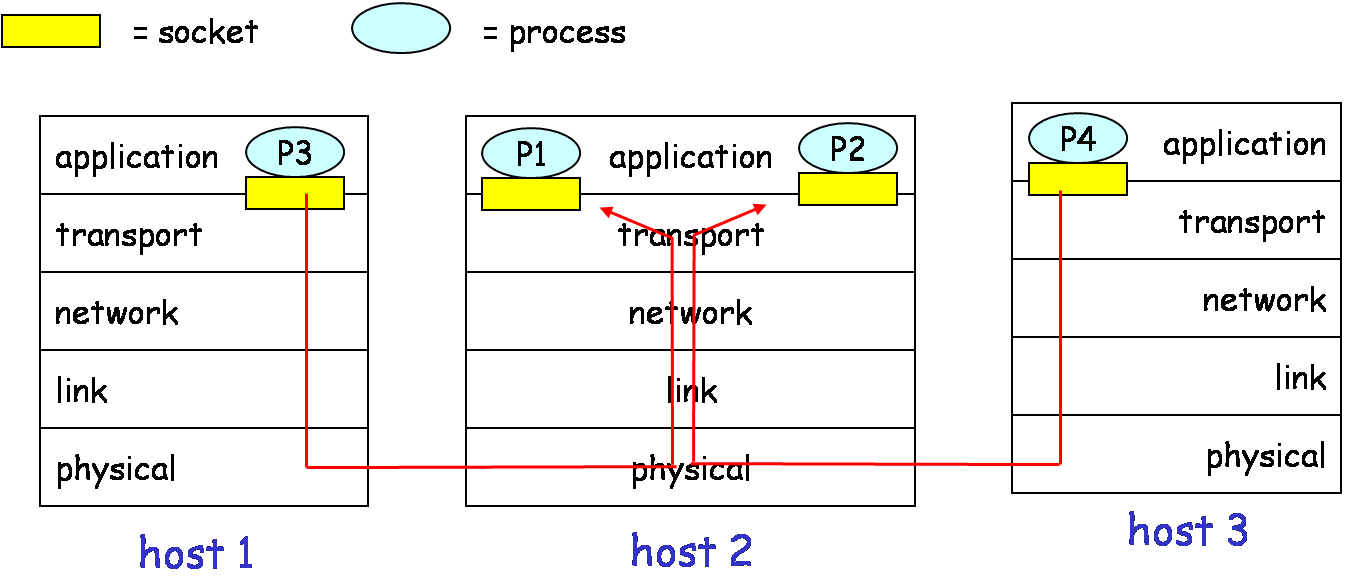 = socket
= process
application
P3
transport
network
link
physical
host 1
P1
application
P2
transport
network
link
physical
host 2
P4
application
transport
network
link
physical
host 3